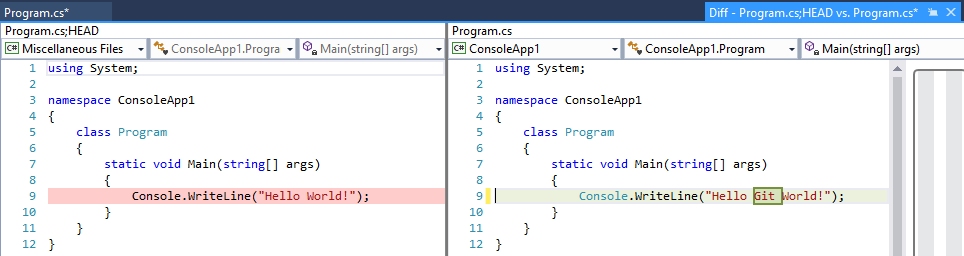 Program.cs*
Diff - Program.cs;HEAD vs. Program.cs*
Program.cs;HEAD
C# Miscellaneous Files
ConsoleApp1.Progra
Main(string[] args)
1 using System;
2
3 namespace ConsoleApp1
4 {
5 class Program
6 {
7 static void Main(string[] args)
8 {
9 Console.WriteLine("Hello World!");
10 }
11 }
12 }
Program.cs
C# ConsoleApp1
ConsoleApp1.Program
Main(string[] args)
1 using System;
2
3 namespace ConsoleApp1
4 {
5 class Program
6 {
7 static void Main(string[] args)
8 {
9 Console.WriteLine("Hello Git World!");
10 }
11 }
12 }